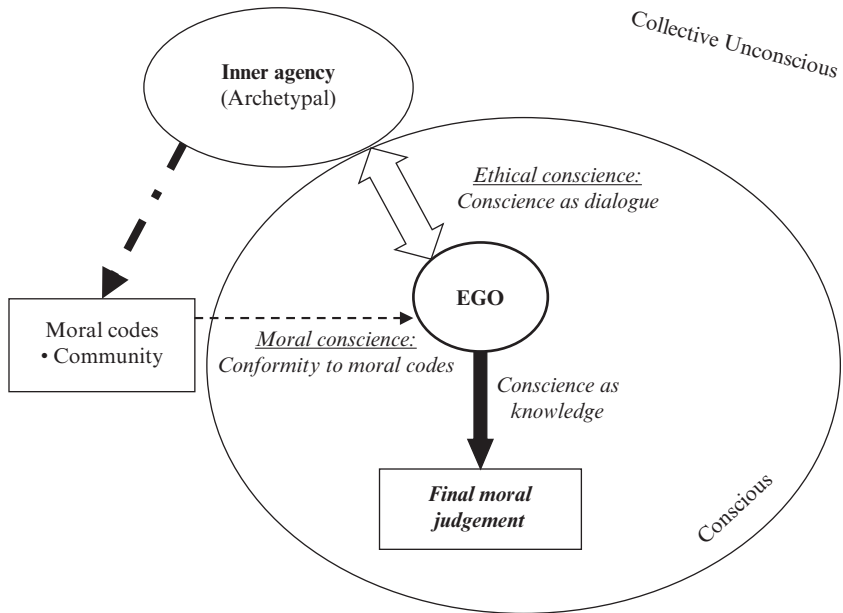 Collective Unconscious
Inner agency
(Archetypal)
Ethical conscience:
Conscience as dialogue
EGO
Moral codes
• Community
Moral conscience:
Conformity to moral codes
Conscience as
knowledge
Final moral
judgement
Conscious